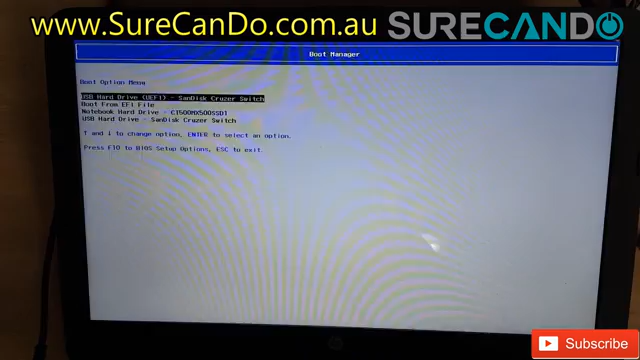 www.SureCanDo.com.au
SURECANDO
Boot Manager
Boot Option Menu
USB Hard Drive (UEFI) - SanDisk Cruzer Switch
Boot From EFI File
Notebook Hard Drive - CT500MX500SSD1
USB Hard Drive - SanDisk Cruzer Switch
↑ and ↓ to change option, ENTER to select an option.
Press F10 to BIOS Setup Options, ESC to exit.
Subscribe